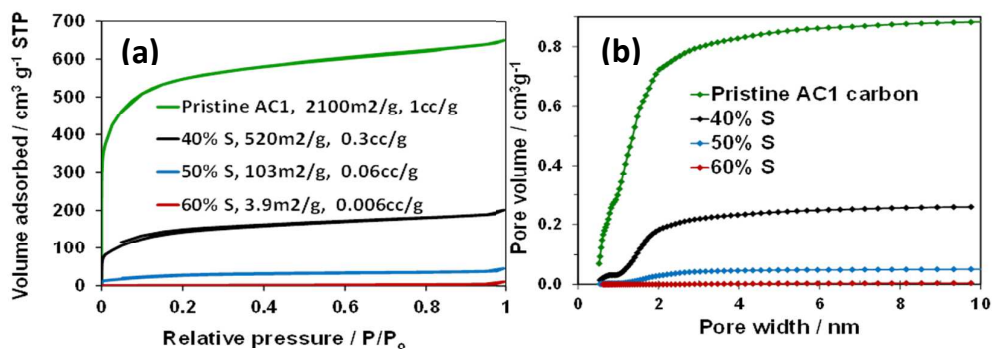 (a)
Volume adsorbed / cm³ g⁻¹ STP
700
600
500
400
300
200
100
0
Pristine AC1, 2100m2/g, 1cc/g
40% S, 520m2/g, 0.3cc/g
50% S, 103m2/g, 0.06cc/g
60% S, 3.9m2/g, 0.006cc/g
0 0.2 0.4 0.6 0.8 1
Relative pressure / P/Pₒ
(b)
Pore volume / cm³g⁻¹
0.8
0.6
0.4
0.2
0.0
Pristine AC1 carbon
40% S
50% S
60% S
0 2 4 6 8 10
Pore width / nm